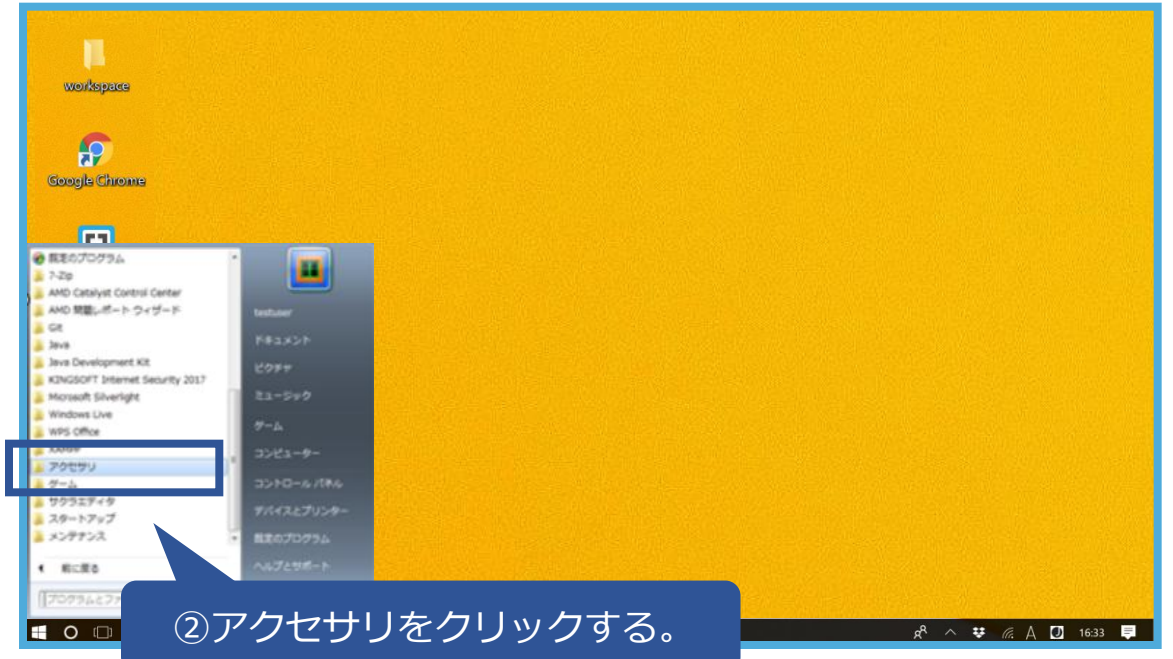 workspace
Google Chrome
既定のプログラム
7-Zip
AMD Catalyst Control Center
AMD 問題レポート ウィザード
Git
Java
Java Development Kit
KINGSOFT Internet Security 2017
Microsoft Silverlight
Windows Live
WPS Office
アクセサリ
ゲーム
サクラエディタ
スタートアップ
メンテナンス
前に戻る
プログラムとファ
testuser
ドキュメント
ピクチャ
ミュージック
ゲーム
コンピューター
コントロール パネル
デバイスとプリンター
既定のプログラム
ヘルプとサポート
②アクセサリをクリックする。
A
16:33